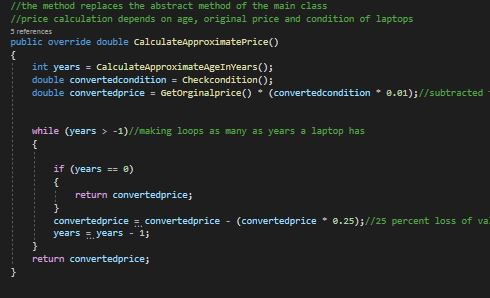 //the method replaces the abstract method of the main class
//price calculation depends on age, original price and condition of laptops
5 references
public override double CalculateApproximatePrice()
{
int years = CalculateApproximateAgeInYears();
double convertedcondition = Checkcondition();
double convertedprice = GetOrginalprice() * (convertedcondition * 0.01);//subtracted
while (years > -1)//making loops as many as years a laptop has
{
if (years == 0)
{
return convertedprice;
}
convertedprice = convertedprice - (convertedprice * 0.25);//25 percent loss of va
years = years - 1;
}
return convertedprice;
}